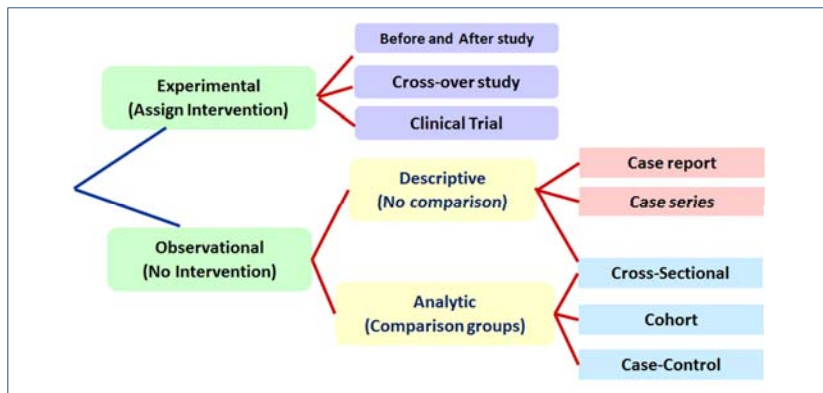 Before and After study
Experimental
(Assign Intervention)
Cross-over study
Clinical Trial
Descriptive
(No comparison)
Case report
Case series
Observational
(No Intervention)
Analytic
(Comparison groups)
Cross-Sectional
Cohort
Case-Control